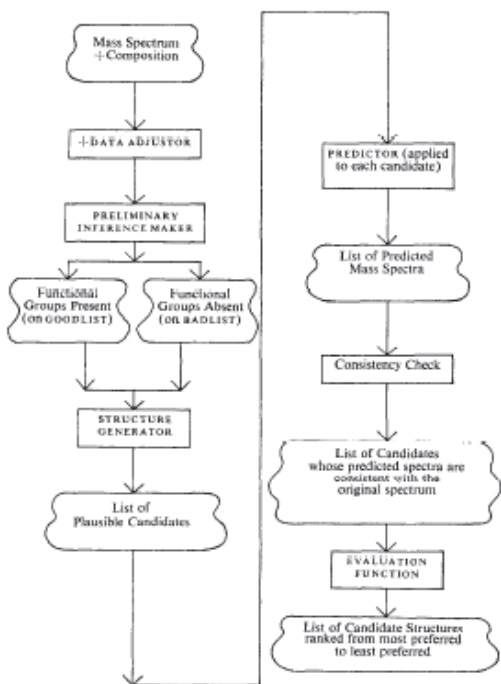 Mass Spectrum
+Composition
+DATA ADJUSTOR
PRELIMINARY
INFERENCE MAKER
Functional
Groups Present
(on GOODLIST)
Functional
Groups Absent
(on BADLIST)
STRUCTURE
GENERATOR
List of
Plausible Candidates
PREDICTOR (applied
to each candidate)
List of Predicted
Mass Spectra
Consistency Check
List of Candidates
whose predicted spectra are
consistent with the
original spectrum
EVALUATION
FUNCTION
List of Candidate Structures
ranked from most preferred
to least preferred